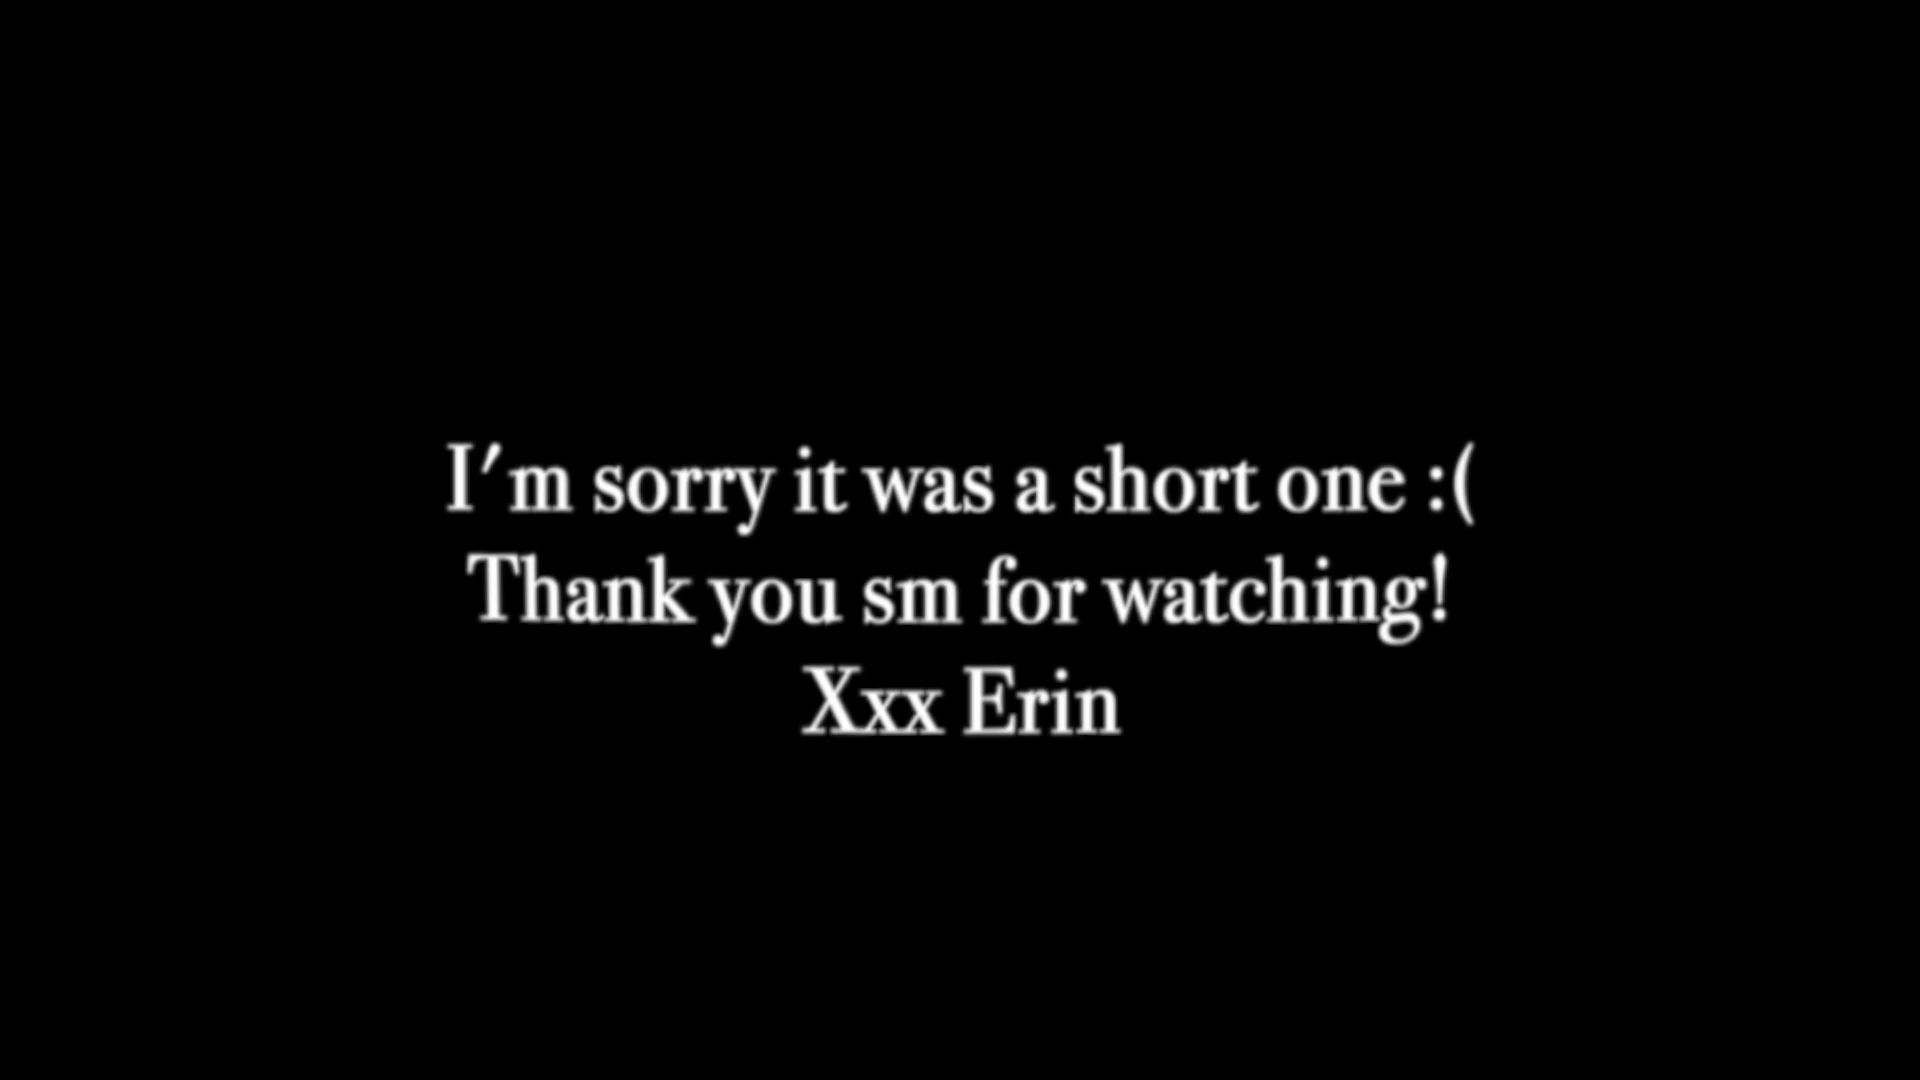 I'm sorry it was a short one :(
Thank you sm for watching!
Xxx Erin